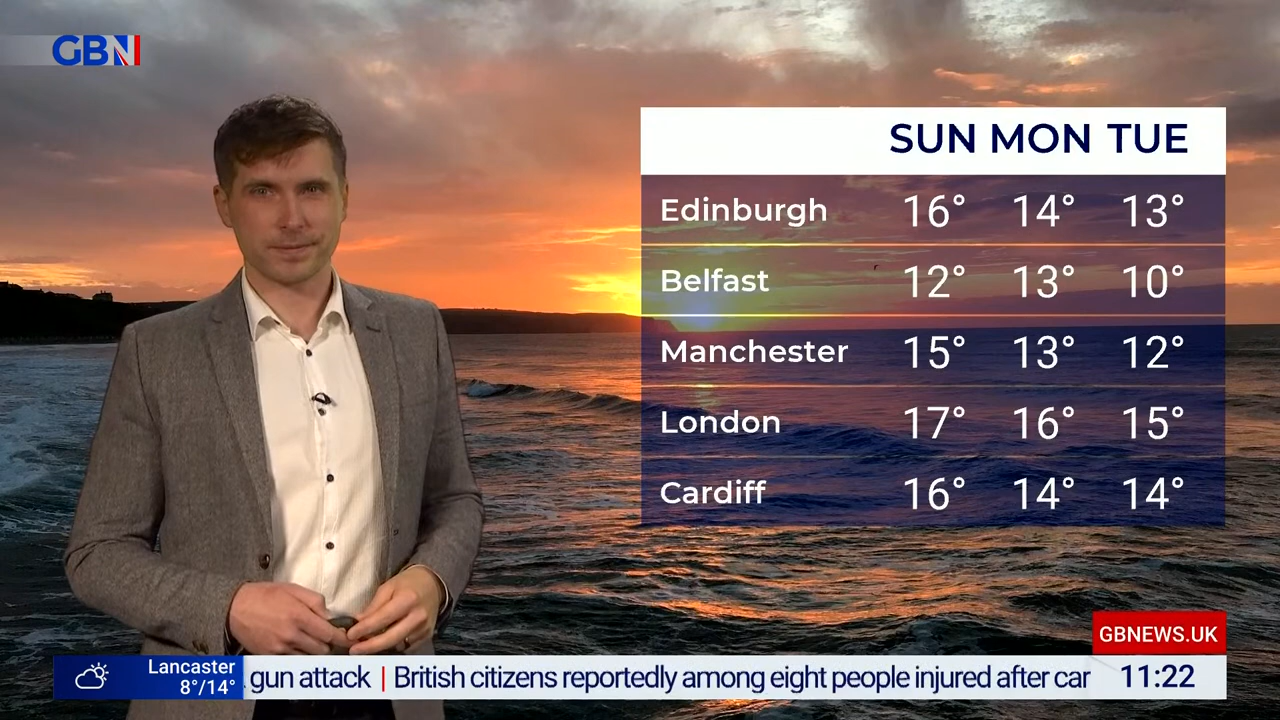 GBN
SUN MON TUE
Edinburgh 16° 14° 13°
Belfast 12° 13° 10°
Manchester 15° 13° 12°
London 17° 16° 15°
Cardiff 16° 14° 14°
GBNEWS.UK
Lancaster
8°/14°
gun attack | British citizens reportedly among eight people injured after car
11:22